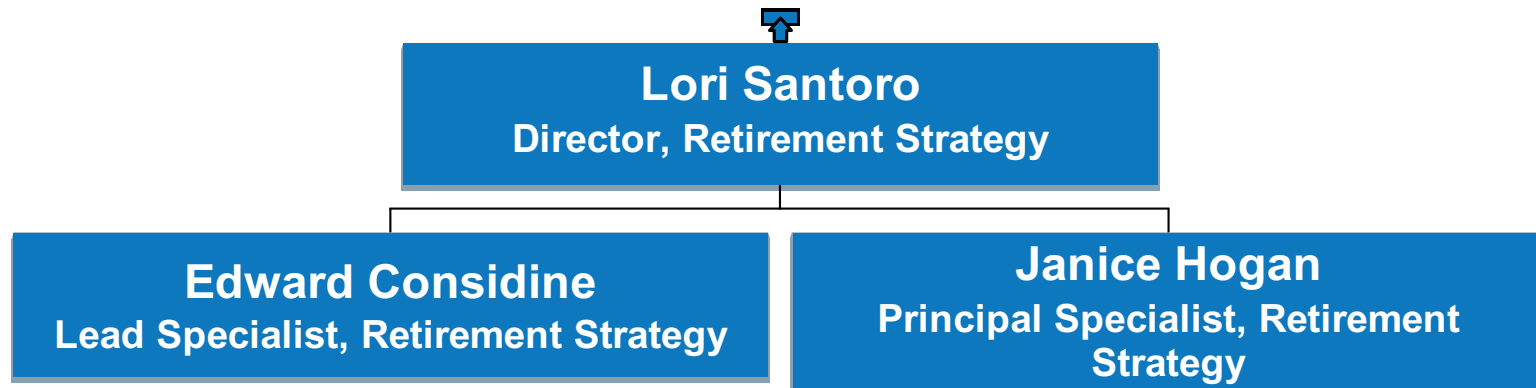 Lori Santoro
Director, Retirement Strategy
Edward Considine
Lead Specialist, Retirement Strategy
Janice Hogan
Principal Specialist, Retirement
Strategy